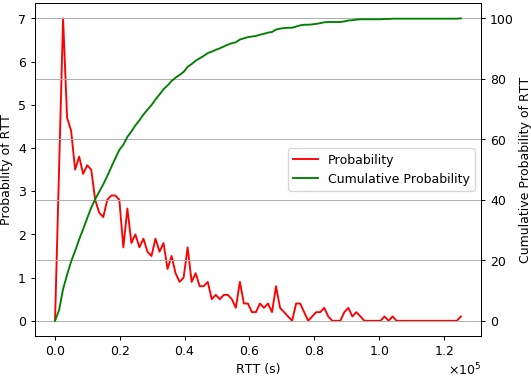 7
6
5
4
3
2
1
0
Probability of RTT
100
80
60
40
20
0
Cumulative Probability of RTT
Probability
Cumulative Probability
0.0 0.2 0.4 0.6 0.8 1.0 1.2
×10⁵
RTT (s)